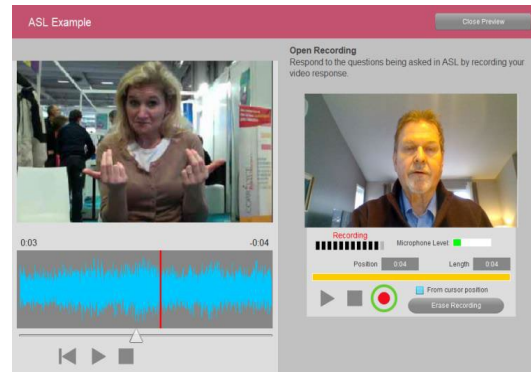 ASL Example
Close Preview
Open Recording
Respond to the questions being asked in ASL by recording your
video response.
0:03
-0:04
Recording
Microphone Level:
Position
0:04
Length
0:04
From cursor position
Erase Recording